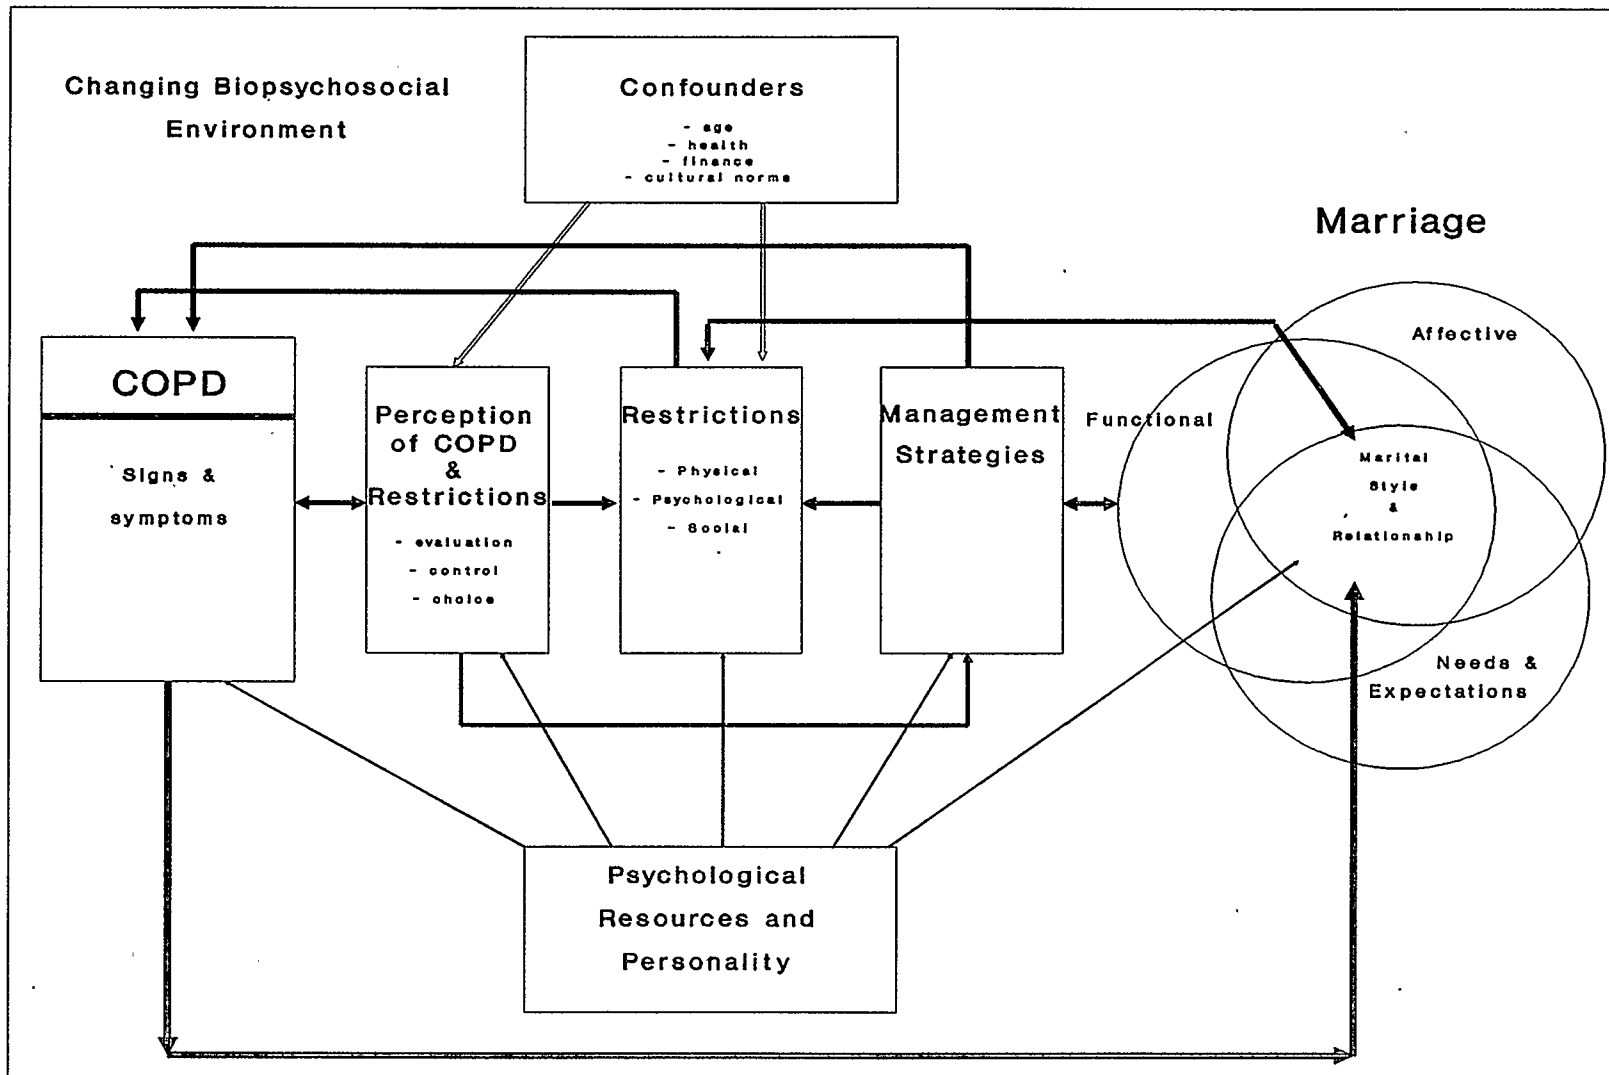 Changing Biopsychosocial
Environment
Confounders
- age
- health
- finance
- cultural norms
Marriage
COPD
Signs &
symptoms
Perception
of COPD
&
Restrictions
- evaluation
- control
- choice
Restrictions
- Physical
- Psychological
- Social
Management
Strategies
Functional
Affective
Marital
Style
&
Relationship
Needs &
Expectations
Psychological
Resources and
Personality